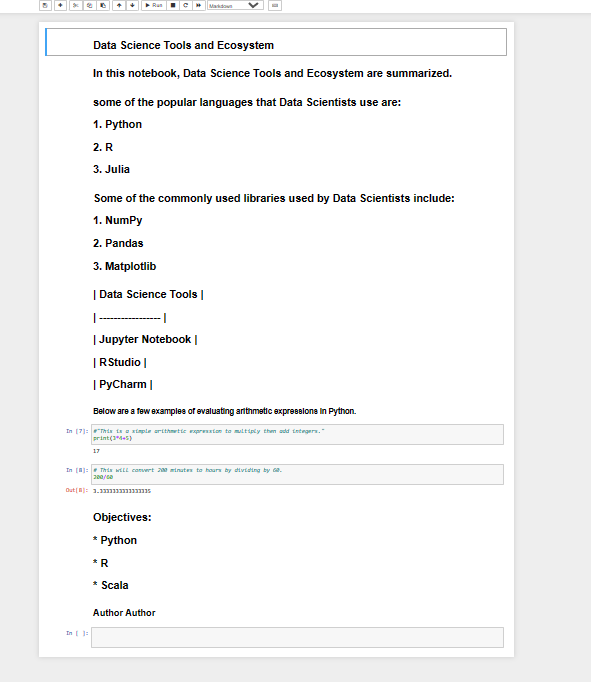 Run
Markdown
Data Science Tools and Ecosystem
In this notebook, Data Science Tools and Ecosystem are summarized.
some of the popular languages that Data Scientists use are:
1. Python
2. R
3. Julia
Some of the commonly used libraries used by Data Scientists include:
1. NumPy
2. Pandas
3. Matplotlib
| Data Science Tools |
| ----------------- |
| Jupyter Notebook |
| RStudio |
| PyCharm |
Below are a few examples of evaluating arithmetic expressions in Python.
In [7]: #"This is a simple arithmetic expression to multiply then add integers."
print(3*4+5)
17
In [8]: # This will convert 200 minutes to hours by dividing by 60.
200/60
Out[8]: 3.3333333333333335
Objectives:
* Python
* R
* Scala
Author Author
In [ ]: